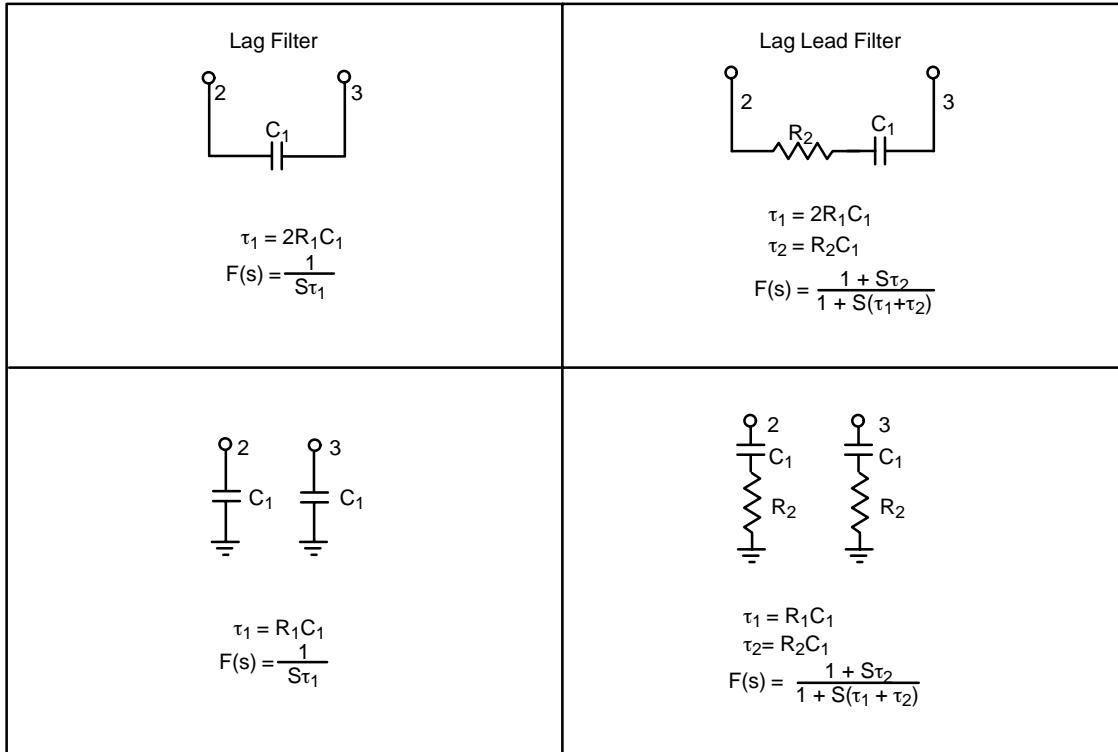 Lag Filter
2 3
C₁
τ₁ = 2R₁C₁
F(s) = 1 / Sτ₁
Lag Lead Filter
2 3
R₂ C₁
τ₁ = 2R₁C₁
τ₂ = R₂C₁
F(s) = 1 + Sτ₂ / 1 + S(τ₁+τ₂)
2 3
C₁ C₁
τ₁ = R₁C₁
F(s) = 1 / Sτ₁
2 3
C₁ C₁
R₂ R₂
τ₁ = R₁C₁
τ₂= R₂C₁
F(s) = 1 + Sτ₂ / 1 + S(τ₁ + τ₂)